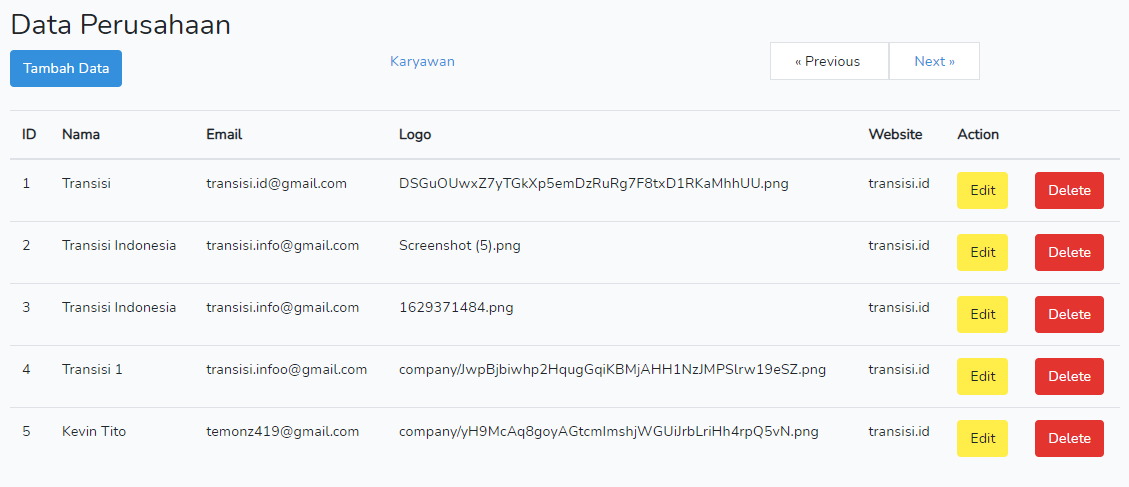 Data Perusahaan
Tambah Data Karyawan « Previous Next »
ID Nama Email Logo Website Action
1 Transisi transisi.id@gmail.com DSGuOUwxZ7yTGkXp5emDzRuRg7F8txD1RKaMhhUU.png transisi.id Edit Delete
2 Transisi Indonesia transisi.info@gmail.com Screenshot (5).png transisi.id Edit Delete
3 Transisi Indonesia transisi.info@gmail.com 1629371484.png transisi.id Edit Delete
4 Transisi 1 transisi.infoo@gmail.com company/JwpBjbiwhp2HqugGqiKBMjAHH1NzJMPSlrw19eSZ.png transisi.id Edit Delete
5 Kevin Tito temonz419@gmail.com company/yH9McAq8goyAGtcmImshjWGUiJrbLriHh4rpQ5vN.png transisi.id Edit Delete